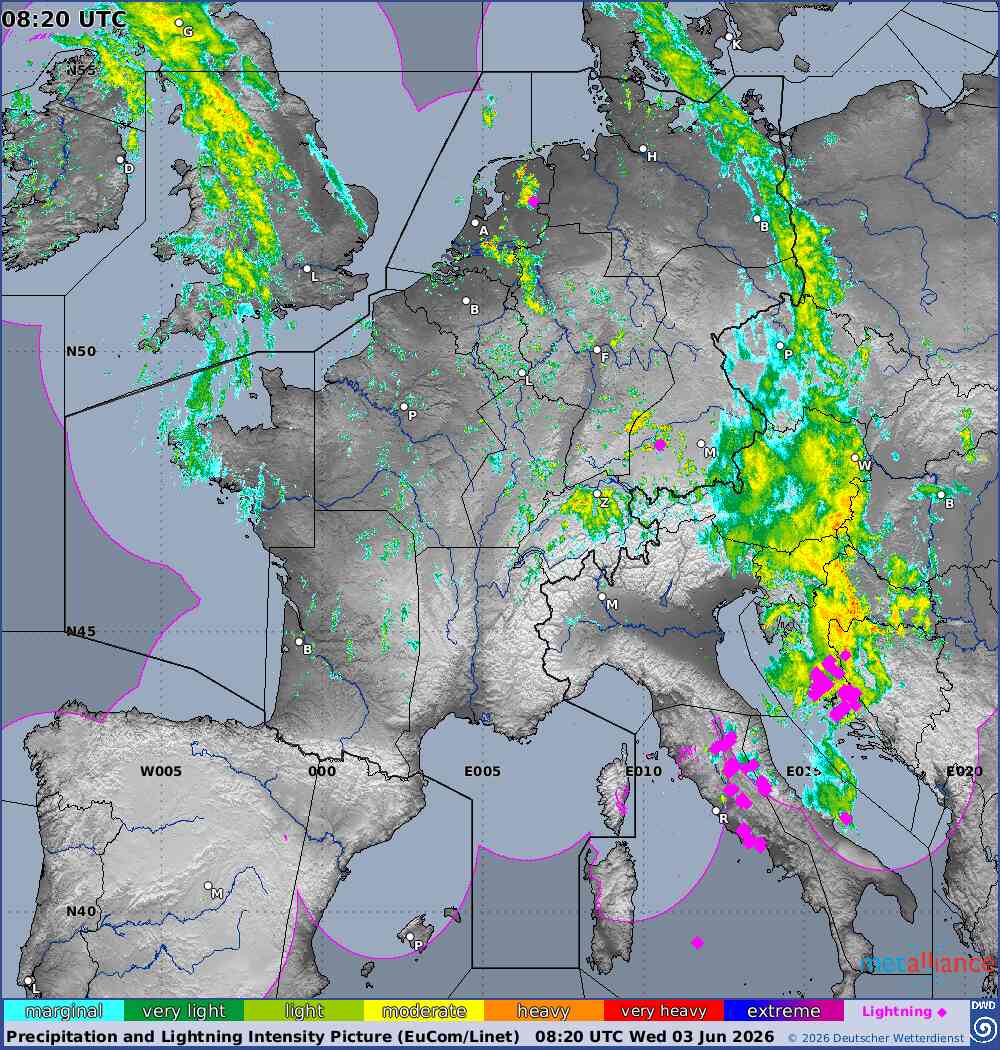 08:20 UTC
G
K
N55
D
H
A
B
L
B
N50
P
F
L
P
M
W
Z
B
M
N45
B
W005
000
E005
E010
E015
E020
R
M
N40
P
L
metalliance
marginal
very light
light
moderate
heavy
very heavy
extreme
Lightning
DWD
Precipitation and Lightning Intensity Picture (EuCom/Linet) 08:20 UTC Wed 03 Jun 2026 © 2026 Deutscher Wetterdienst